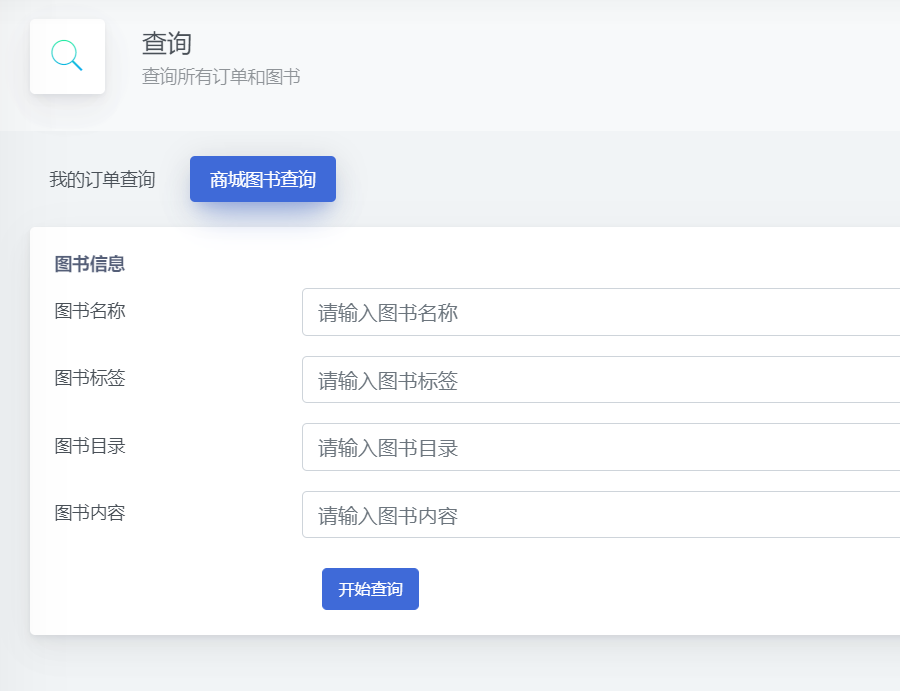 查询
查询所有订单和图书
我的订单查询
商城图书查询
图书信息
图书名称
请输入图书名称
图书标签
请输入图书标签
图书目录
请输入图书目录
图书内容
请输入图书内容
开始查询